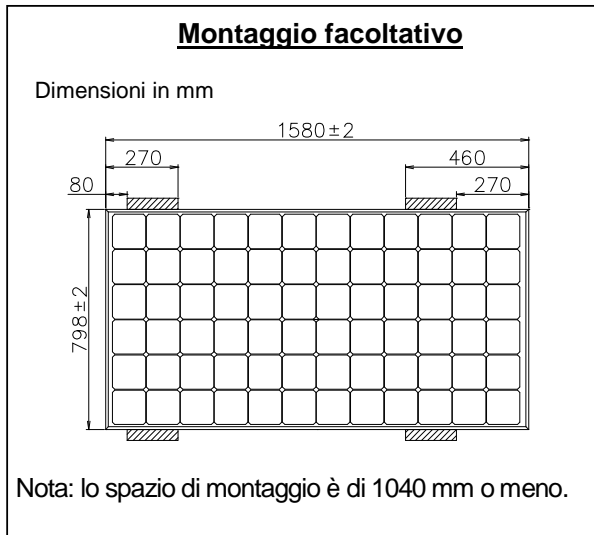 Montaggio facoltativo
Dimensioni in mm
1580±2
270
460
80
270
798±2
Nota: lo spazio di montaggio è di 1040 mm o meno.